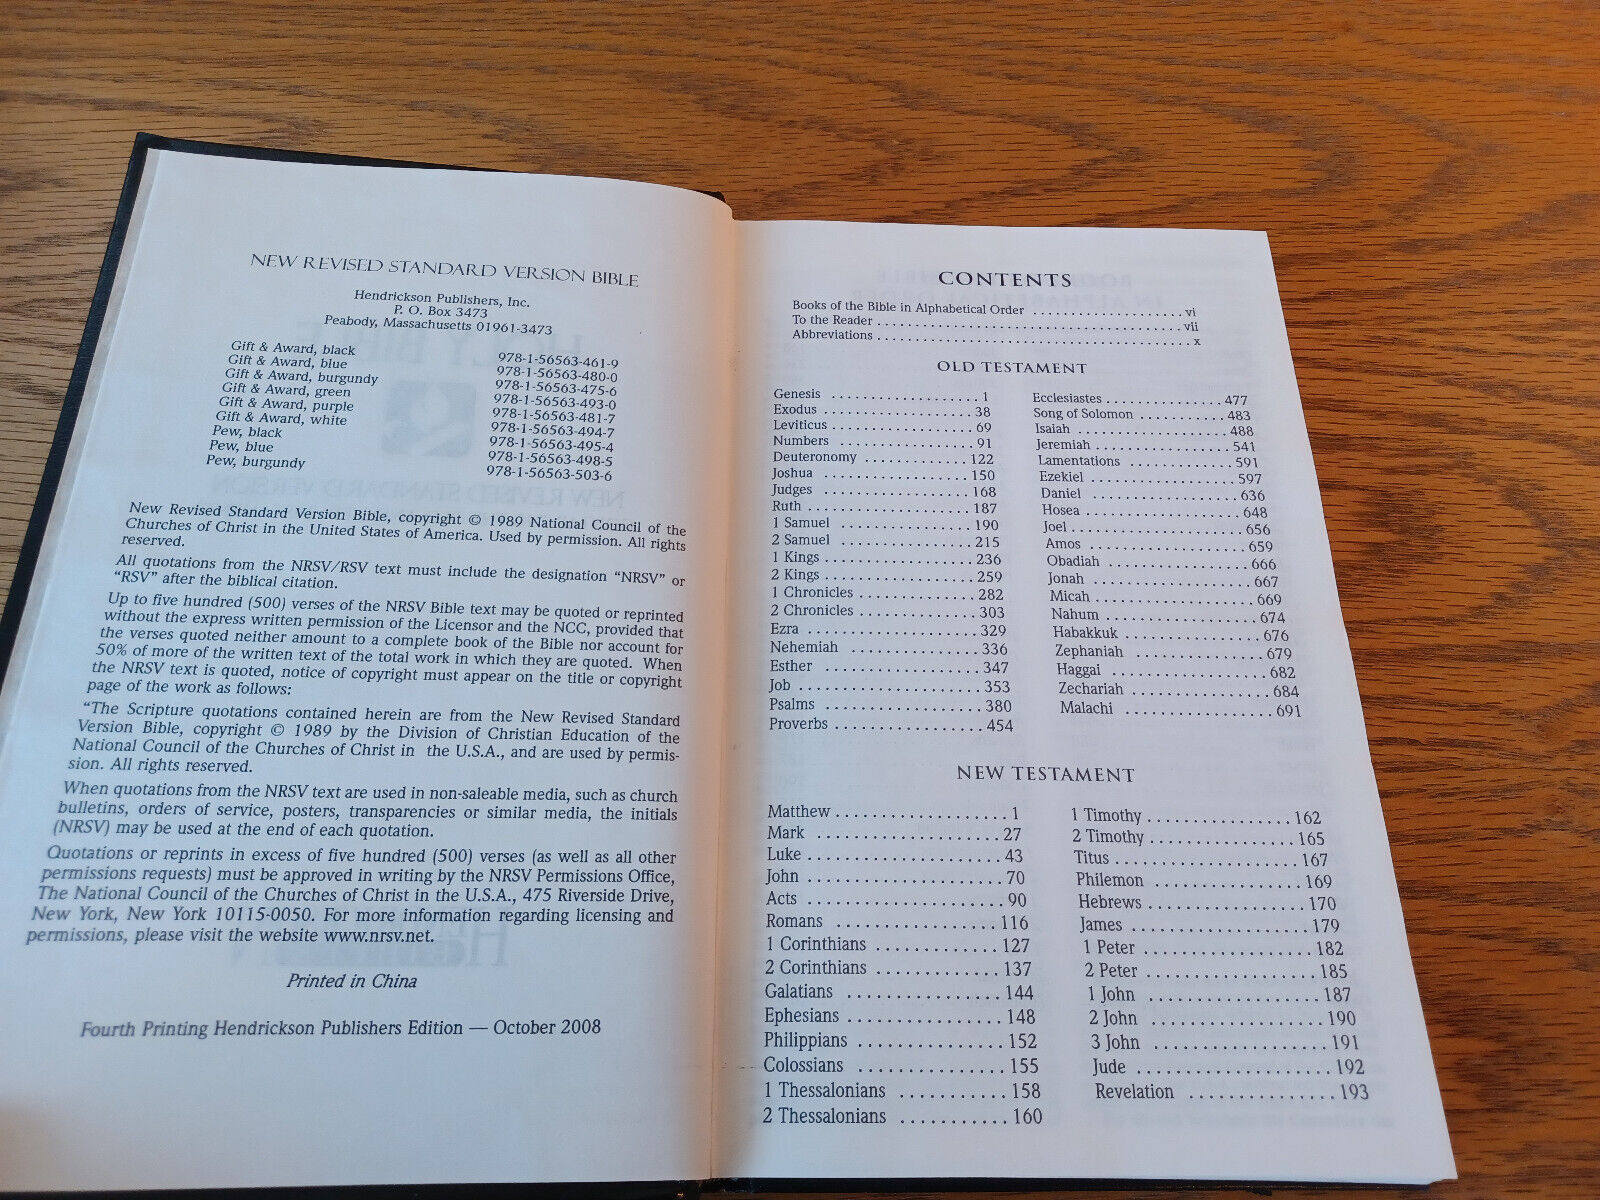 NEW REVISED STANDARD VERSION BIBLE
Hendrickson Publishers, Inc.
P. O. Box 3473
Peabody, Massachusetts 01961-3473
Gift & Award, black 978-1-56563-461-9
Gift & Award, blue 978-1-56563-480-0
Gift & Award, burgundy 978-1-56563-475-6
Gift & Award, green 978-1-56563-493-0
Gift & Award, purple 978-1-56563-481-7
Gift & Award, white 978-1-56563-494-7
Pew, black 978-1-56563-495-4
Pew, blue 978-1-56563-498-5
Pew, burgundy 978-1-56563-503-6
New Revised Standard Version Bible, copyright © 1989 National Council of the
Churches of Christ in the United States of America. Used by permission. All rights
reserved.
All quotations from the NRSV/RSV text must include the designation “NRSV” or
“RSV” after the biblical citation.
Up to five hundred (500) verses of the NRSV Bible text may be quoted or reprinted
without the express written permission of the Licensor and the NCC, provided that
the verses quoted neither amount to a complete book of the Bible nor account for
50% of more of the written text of the total work in which they are quoted. When
the NRSV text is quoted, notice of copyright must appear on the title or copyright
page of the work as follows:
“The Scripture quotations contained herein are from the New Revised Standard
Version Bible, copyright © 1989 by the Division of Christian Education of the
National Council of the Churches of Christ in the U.S.A., and are used by permis-
sion. All rights reserved.
When quotations from the NRSV text are used in non-saleable media, such as church
bulletins, orders of service, posters, transparencies or similar media, the initials
(NRSV) may be used at the end of each quotation.
Quotations or reprints in excess of five hundred (500) verses (as well as all other
permissions requests) must be approved in writing by the NRSV Permissions Office,
The National Council of the Churches of Christ in the U.S.A., 475 Riverside Drive,
New York, New York 10115-0050. For more information regarding licensing and
permissions, please visit the website www.nrsv.net.
Printed in China
Fourth Printing Hendrickson Publishers Edition — October 2008
CONTENTS
Books of the Bible in Alphabetical Order . . . . . vi
To the Reader . . . . . vii
Abbreviations . . . . . x
OLD TESTAMENT
Genesis . . . . . 1
Exodus . . . . . 38
Leviticus . . . . . 69
Numbers . . . . . 91
Deuteronomy . . . . . 122
Joshua . . . . . 150
Judges . . . . . 168
Ruth . . . . . 187
1 Samuel . . . . . 190
2 Samuel . . . . . 215
1 Kings . . . . . 236
2 Kings . . . . . 259
1 Chronicles . . . . . 282
2 Chronicles . . . . . 303
Ezra . . . . . 329
Nehemiah . . . . . 336
Esther . . . . . 347
Job . . . . . 353
Psalms . . . . . 380
Proverbs . . . . . 454
Ecclesiastes . . . . . 477
Song of Solomon . . . . . 483
Isaiah . . . . . 488
Jeremiah . . . . . 541
Lamentations . . . . . 591
Ezekiel . . . . . 597
Daniel . . . . . 636
Hosea . . . . . 648
Joel . . . . . 656
Amos . . . . . 659
Obadiah . . . . . 666
Jonah . . . . . 667
Micah . . . . . 669
Nahum . . . . . 674
Habakkuk . . . . . 676
Zephaniah . . . . . 679
Haggai . . . . . 682
Zechariah . . . . . 684
Malachi . . . . . 691
NEW TESTAMENT
Matthew . . . . . 1
Mark . . . . . 27
Luke . . . . . 43
John . . . . . 70
Acts . . . . . 90
Romans . . . . . 116
1 Corinthians . . . . . 127
2 Corinthians . . . . . 137
Galatians . . . . . 144
Ephesians . . . . . 148
Philippians . . . . . 152
Colossians . . . . . 155
1 Thessalonians . . . . . 158
2 Thessalonians . . . . . 160
1 Timothy . . . . . 162
2 Timothy . . . . . 165
Titus . . . . . 167
Philemon . . . . . 169
Hebrews . . . . . 170
James . . . . . 179
1 Peter . . . . . 182
2 Peter . . . . . 185
1 John . . . . . 187
2 John . . . . . 190
3 John . . . . . 191
Jude . . . . . 192
Revelation . . . . . 193